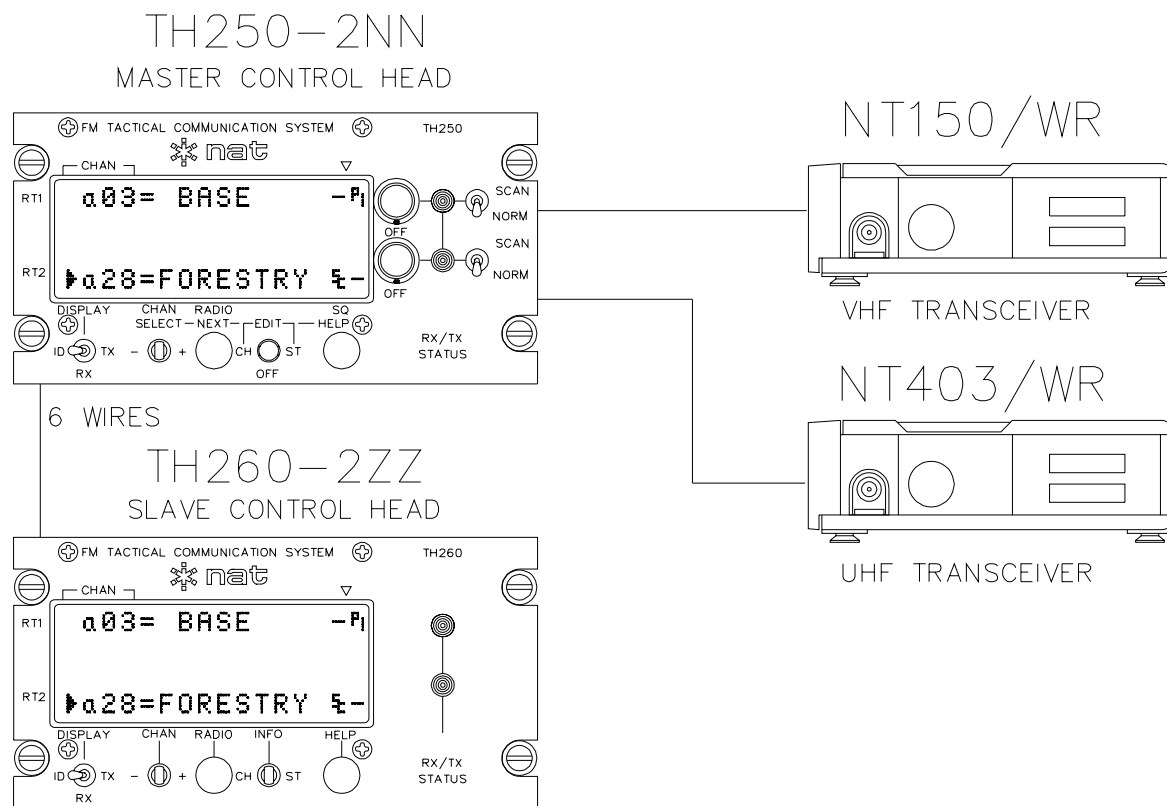 TH250-2NN
MASTER CONTROL HEAD
FM TACTICAL COMMUNICATION SYSTEM
TH250
nat
CHAN
RT1
a03= BASE
P1
SCAN
NORM
OFF
RT2
a28=FORESTRY
SCAN
NORM
OFF
DISPLAY
CHAN
RADIO
SQ
SELECT
NEXT
EDIT
HELP
ID
TX
- +
CH
ST
RX
OFF
RX/TX
STATUS
NT150/WR
VHF TRANSCEIVER
NT403/WR
UHF TRANSCEIVER
6 WIRES
TH260-2ZZ
SLAVE CONTROL HEAD
FM TACTICAL COMMUNICATION SYSTEM
TH260
nat
CHAN
RT1
a03= BASE
P1
RT2
a28=FORESTRY
DISPLAY
CHAN
RADIO
INFO
HELP
ID
TX
- +
CH
ST
RX
RX/TX
STATUS